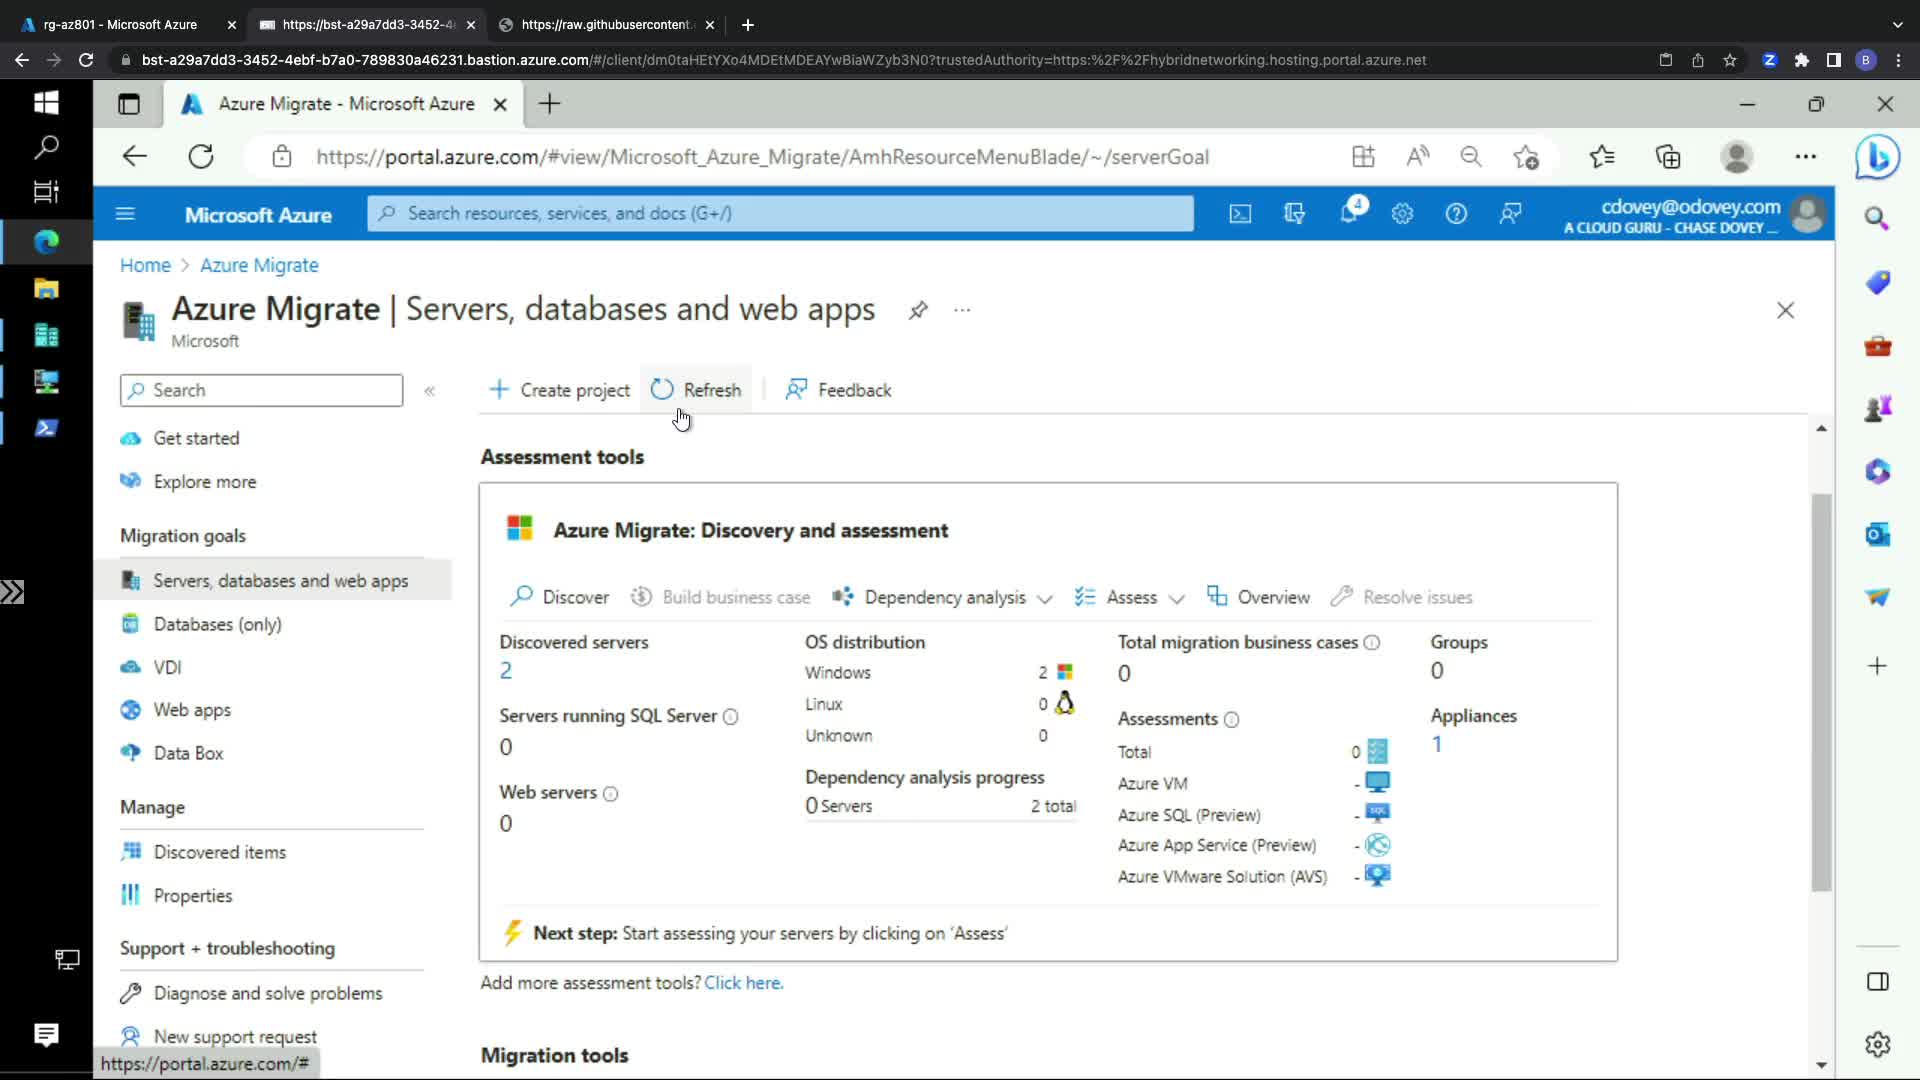 rg-az801 - Microsoft Azure
https://bst-a29a7dd3-3452-4
https://raw.githubusercontent.
bst-a29a7dd3-3452-4ebf-b7a0-789830a46231.bastion.azure.com/#/client/dm0taHEtYXo4MDEtMDEAYwBiaWZyb3N0?trustedAuthority=https:%2F%2Fhybridnetworking.hosting.portal.azure.net
B
Azure Migrate - Microsoft Azure
https://portal.azure.com/#view/Microsoft_Azure_Migrate/AmhResourceMenuBlade/~/serverGoal
Microsoft Azure
Search resources, services, and docs (G+/)
4
cdovey@odovey.com
A CLOUD GURU - CHASE DOVEY ...
Home > Azure Migrate
Azure Migrate | Servers, databases and web apps
Microsoft
Search
Create project
Refresh
Feedback
Get started
Explore more
Migration goals
Servers, databases and web apps
Databases (only)
VDI
Web apps
Data Box
Manage
Discovered items
Properties
Support + troubleshooting
Diagnose and solve problems
New support request
https://portal.azure.com/#
Assessment tools
Azure Migrate: Discovery and assessment
Discover
Build business case
Dependency analysis
Assess
Overview
Resolve issues
Discovered servers
2
Servers running SQL Server
0
Web servers
0
OS distribution
Windows 2
Linux 0
Unknown 0
Dependency analysis progress
0 Servers 2 total
Total migration business cases
0
Assessments
Total 0
Azure VM -
Azure SQL (Preview) -
SQL
Azure App Service (Preview) -
Azure VMware Solution (AVS) -
Groups
0
Appliances
1
Next step: Start assessing your servers by clicking on 'Assess'
Add more assessment tools? Click here.
Migration tools